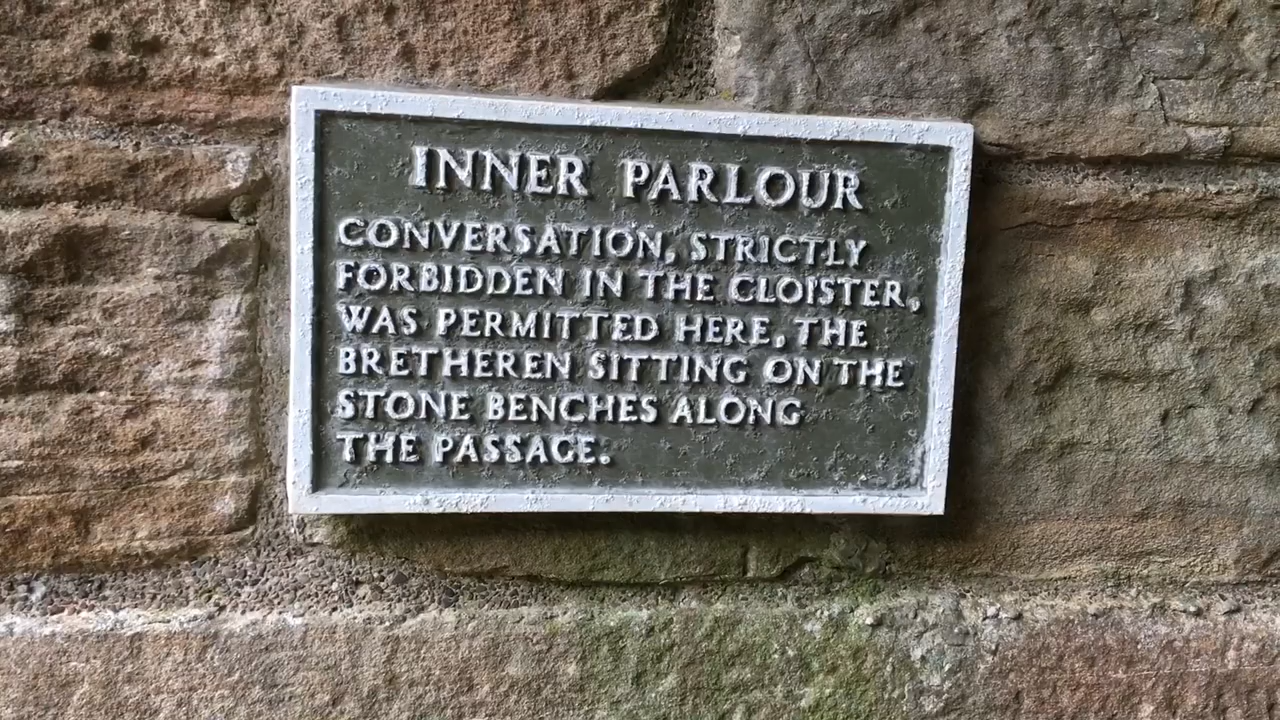 INNER PARLOUR
CONVERSATION, STRICTLY
FORBIDDEN IN THE CLOISTER,
WAS PERMITTED HERE, THE
BRETHEREN SITTING ON THE
STONE BENCHES ALONG
THE PASSAGE.